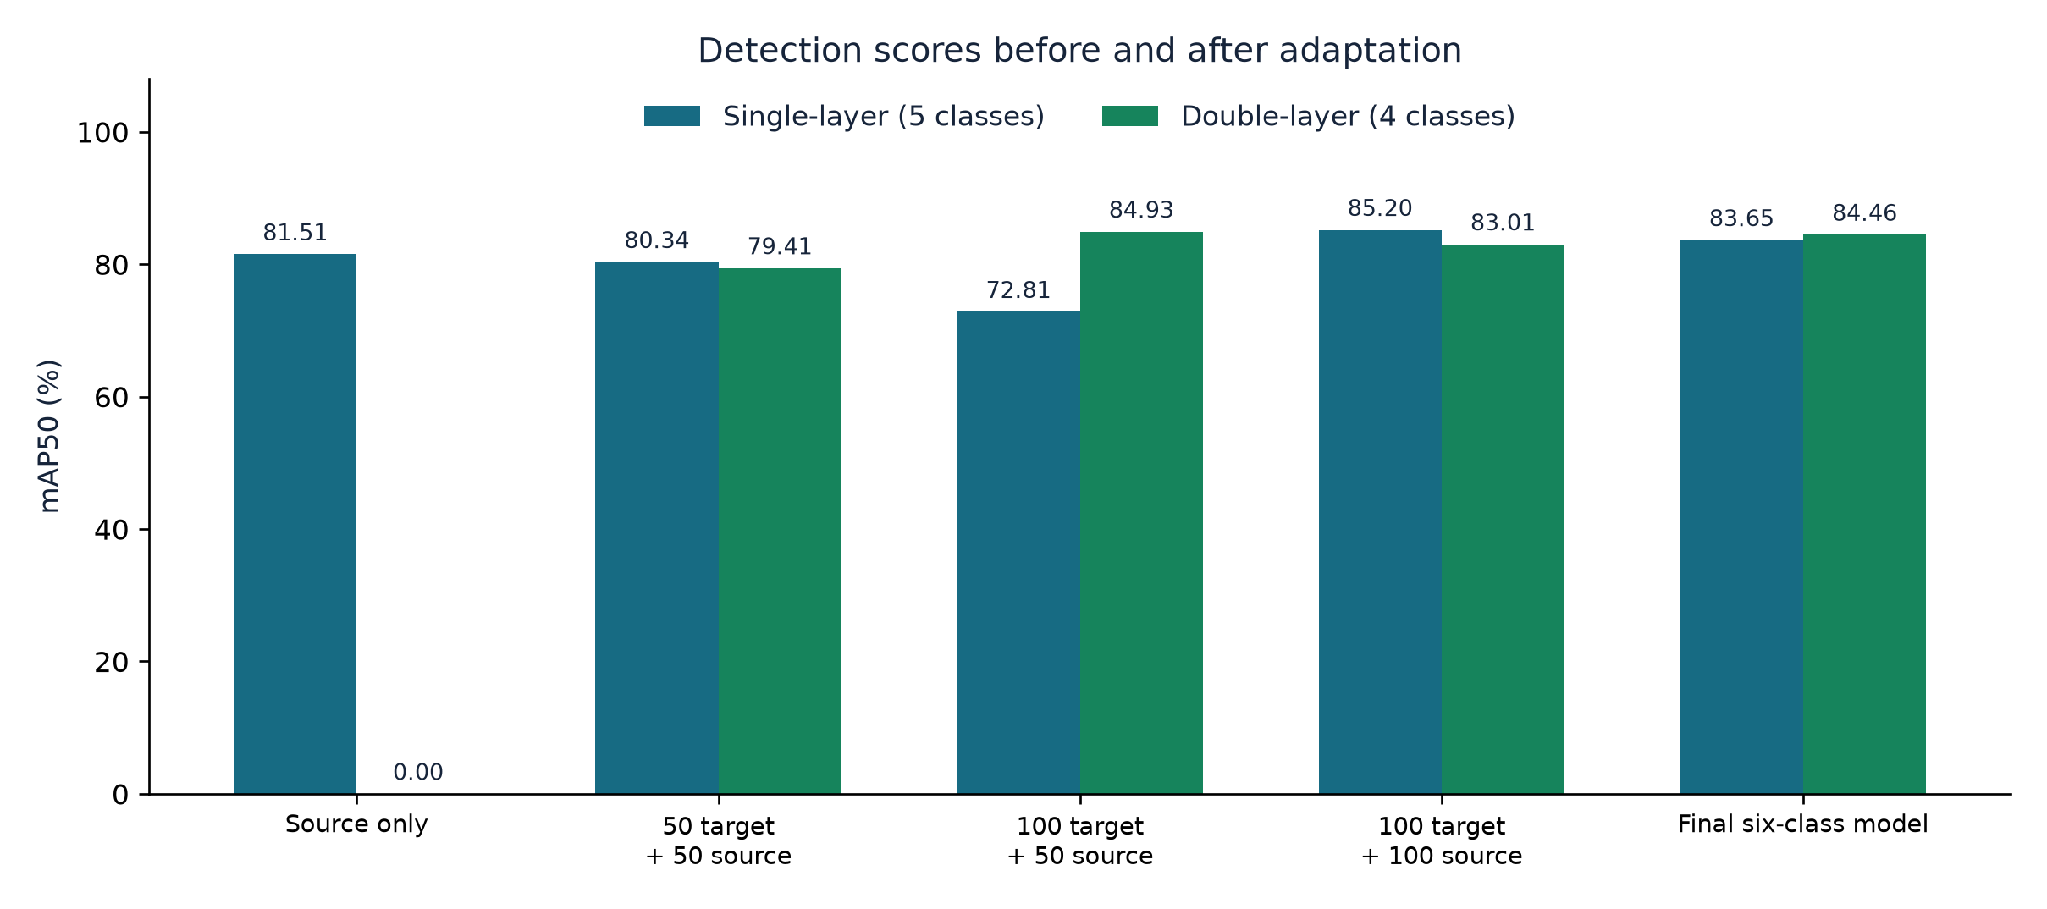 Detection scores before and after adaptation
Single-layer (5 classes)
Double-layer (4 classes)
mAP50 (%)
100
80
60
40
20
0
81.51
0.00
80.34
79.41
72.81
84.93
85.20
83.01
83.65
84.46
Source only
50 target
+ 50 source
100 target
+ 50 source
100 target
+ 100 source
Final six-class model